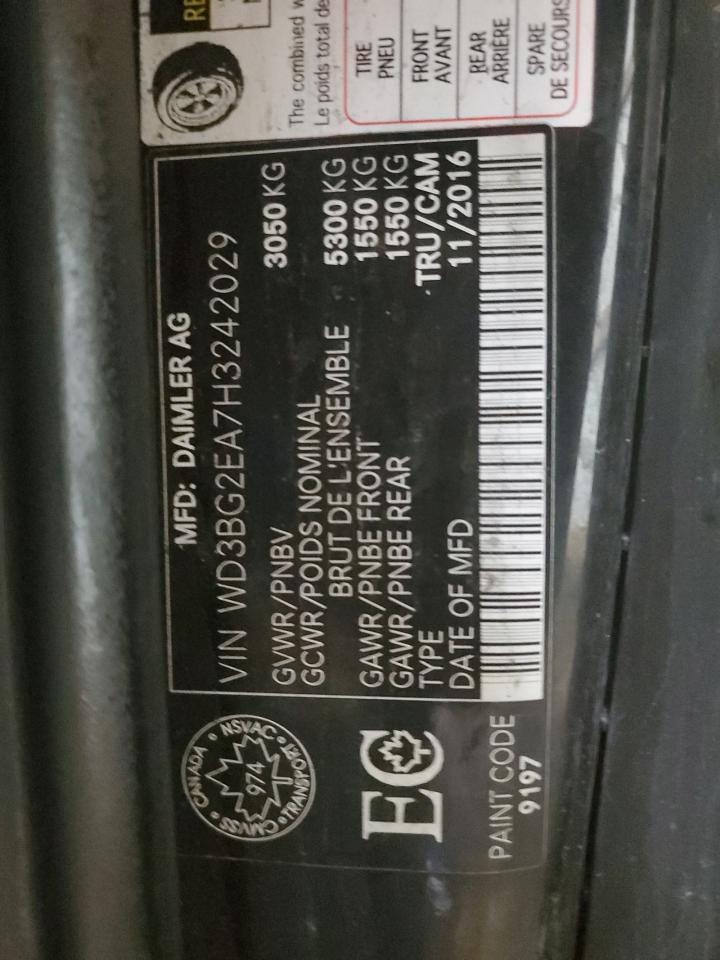 RE
The combined w
Le poids total de
TIRE
PNEU
FRONT
AVANT
REAR
ARRIÈRE
SPARE
DE SECOURS
MFD: DAIMLER AG
VIN WD3BG2EA7H3242029
GVWR/PNBV 3050 KG
GCWR/POIDS NOMINAL
BRUT DE L'ENSEMBLE 5300 KG
GAWR/PNBE FRONT 1550 KG
GAWR/PNBE REAR 1550 KG
TYPE TRU/CAM
DATE OF MFD 11/2016
CANADA • NSVAC • TRANSPORT • CMVSS •
974
EC
PAINT CODE
9197